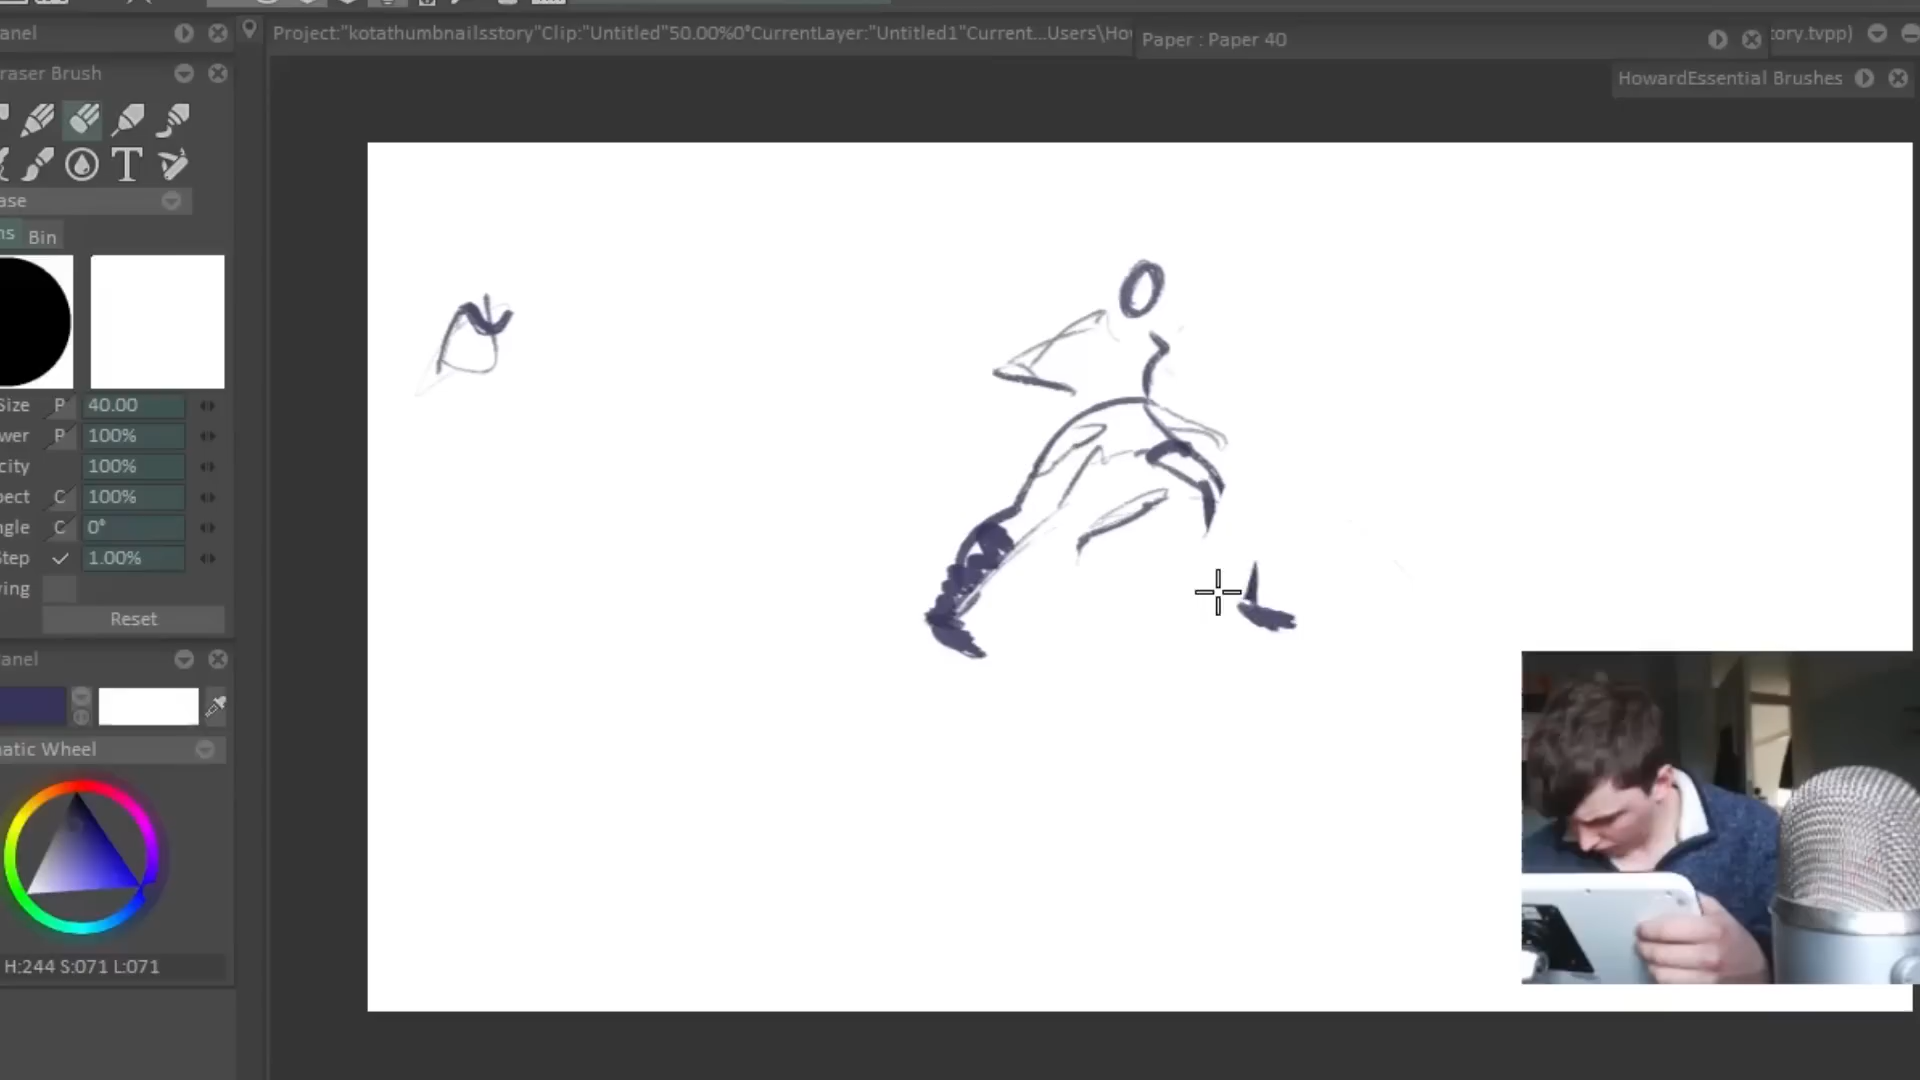 anel
Project:"kotathumbnailsstory"Clip:"Untitled"50.00%0°CurrentLayer:"Untitled1"Current...Users\Ho
Paper : Paper 40
tory.tvpp)
raser Brush
HowardEssential Brushes
T
ase
ns Bin
Size P 40.00
wer P 100%
city 100%
pect C 100%
ngle C 0°
Step 1.00%
ving
Reset
anel
atic Wheel
H:244 S:071 L:071